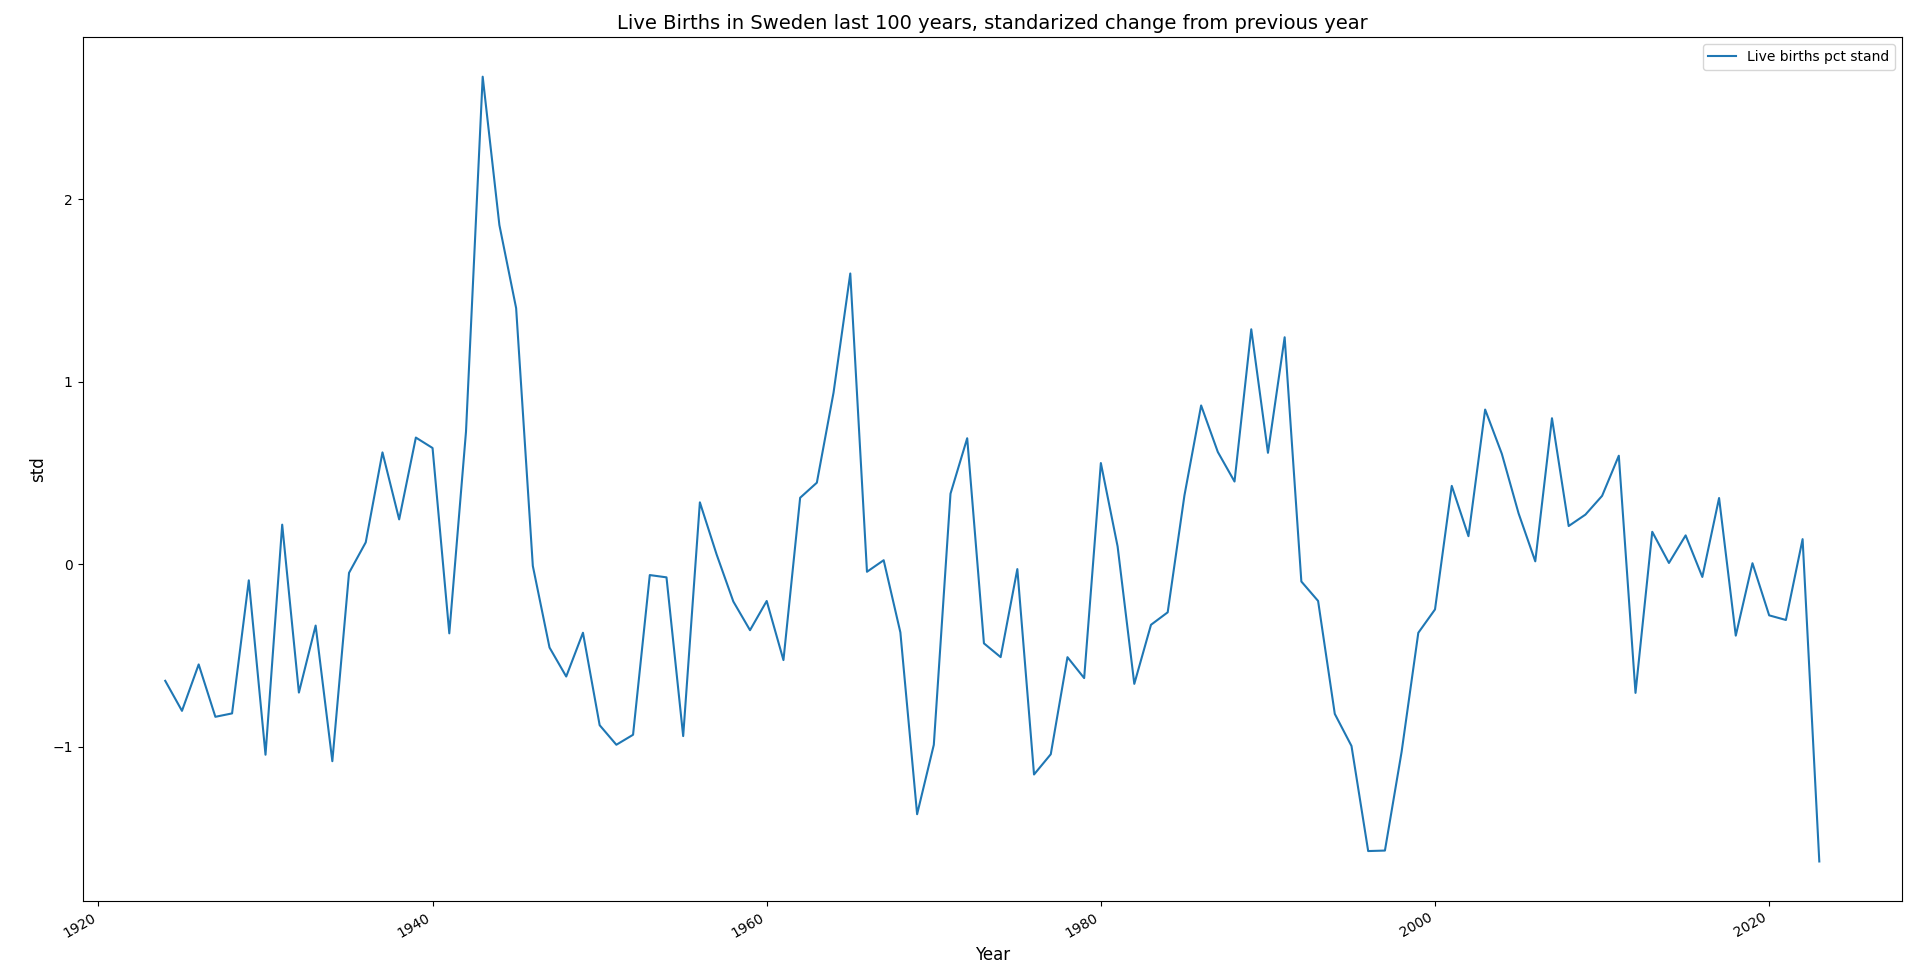 Live Births in Sweden last 100 years, standarized change from previous year
Live births pct stand
std
2
1
0
−1
1920
1940
1960
1980
2000
2020
Year